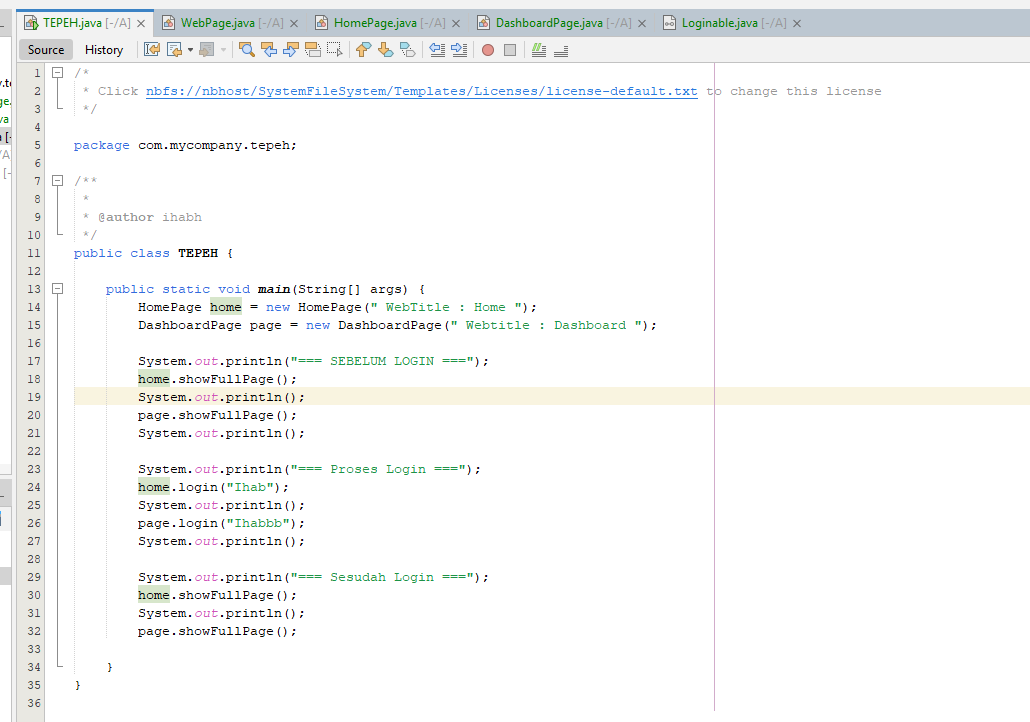 TEPEH.java [-/A] WebPage.java [-/A] HomePage.java [-/A] DashboardPage.java [-/A] Loginable.java [-/A]
Source History
1 /*
2 * Click nbfs://nbhost/SystemFileSystem/Templates/Licenses/license-default.txt to change this license
3 */
4
5 package com.mycompany.tepeh;
6
7 /**
8 *
9 * @author ihabh
10 */
11 public class TEPEH {
12
13 public static void main(String[] args) {
14 HomePage home = new HomePage(" WebTitle : Home ");
15 DashboardPage page = new DashboardPage(" Webtitle : Dashboard ");
16
17 System.out.println("=== SEBELUM LOGIN ===");
18 home.showFullPage();
19 System.out.println();
20 page.showFullPage();
21 System.out.println();
22
23 System.out.println("=== Proses Login ===");
24 home.login("Ihab");
25 System.out.println();
26 page.login("Ihabbb");
27 System.out.println();
28
29 System.out.println("=== Sesudah Login ===");
30 home.showFullPage();
31 System.out.println();
32 page.showFullPage();
33
34 }
35 }
36